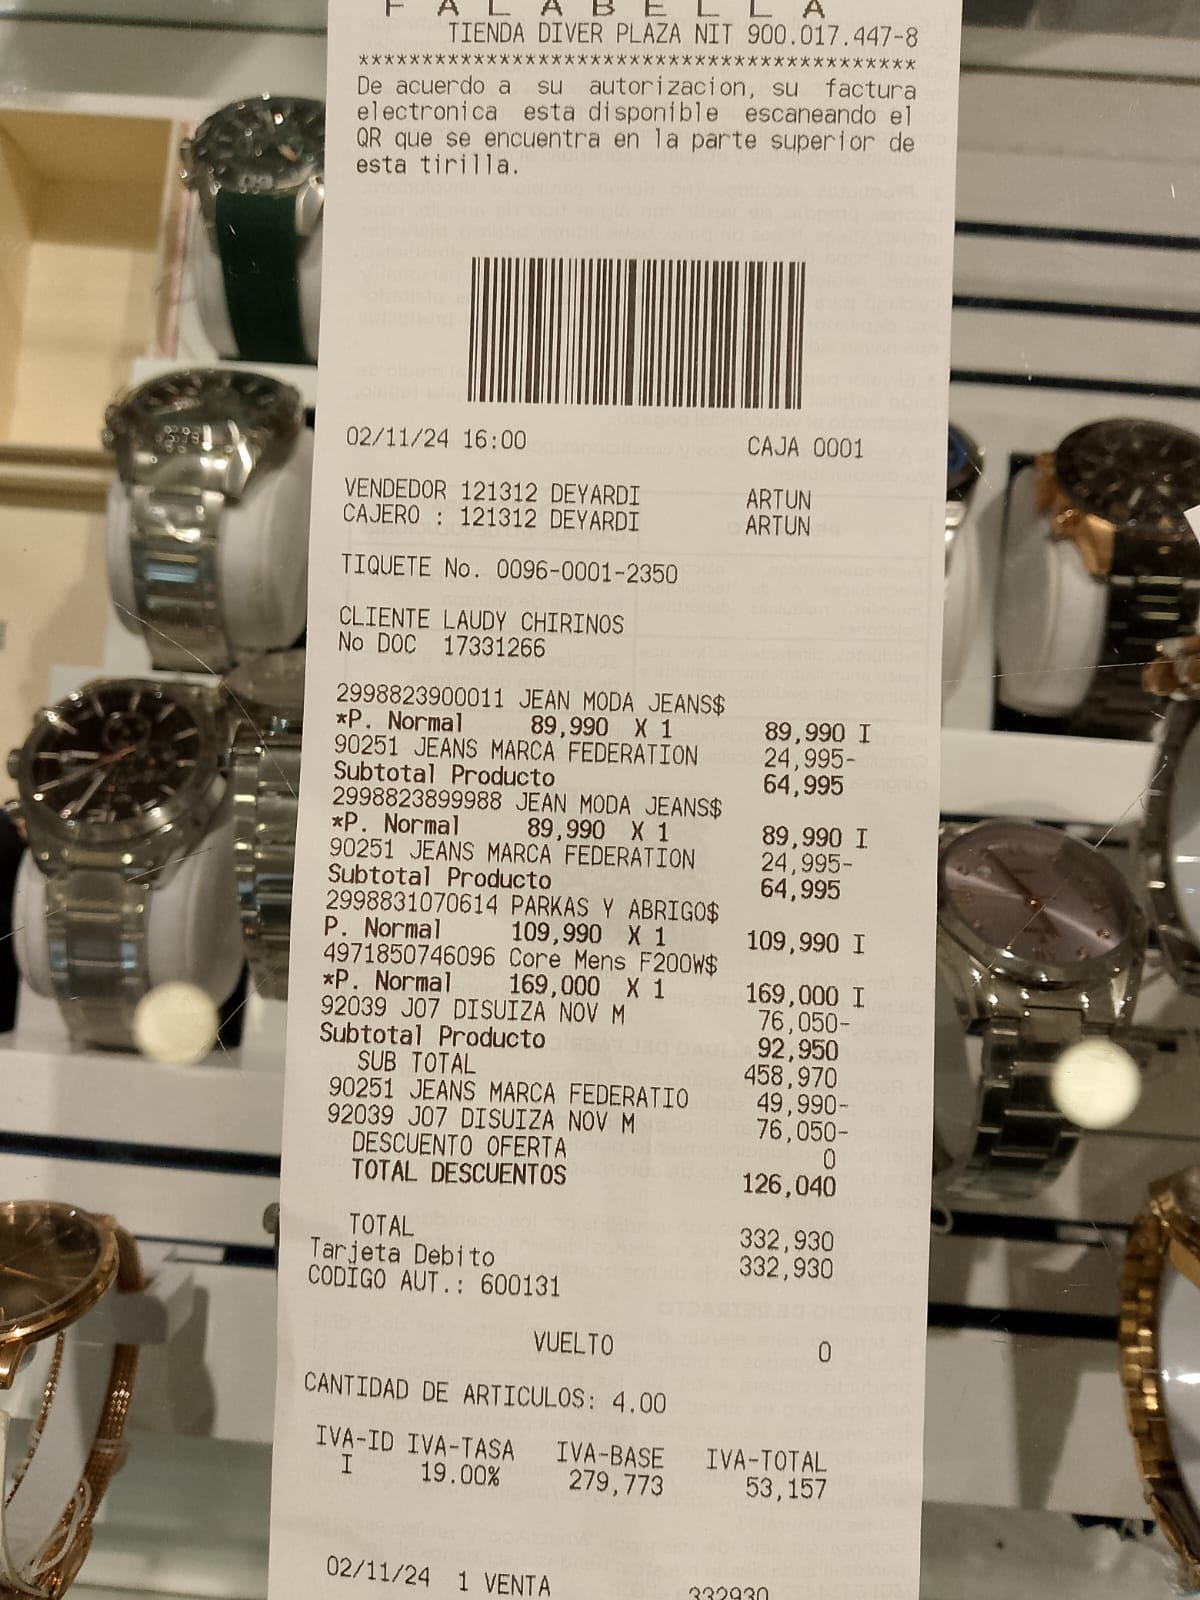 FALABELLA
TIENDA DIVER PLAZA NIT 900.017.447-8
*******************************************
De acuerdo a su autorizacion, su factura
electronica esta disponible escaneando el
QR que se encuentra en la parte superior de
esta tirilla.
02/11/24 16:00 CAJA 0001
VENDEDOR 121312 DEYARDI ARTUN
CAJERO : 121312 DEYARDI ARTUN
TIQUETE No. 0096-0001-2350
CLIENTE LAUDY CHIRINOS
No DOC 17331266
2998823900011 JEAN MODA JEANS$
*P. Normal 89,990 X 1 89,990 I
90251 JEANS MARCA FEDERATION 24,995-
Subtotal Producto 64,995
2998823899988 JEAN MODA JEANS$
*P. Normal 89,990 X 1 89,990 I
90251 JEANS MARCA FEDERATION 24,995-
Subtotal Producto 64,995
2998831070614 PARKAS Y ABRIGO$
P. Normal 109,990 X 1 109,990 I
4971850746096 Core Mens F200W$
*P. Normal 169,000 X 1 169,000 I
92039 J07 DISUIZA NOV M 76,050-
Subtotal Producto 92,950
SUB TOTAL 458,970
90251 JEANS MARCA FEDERATIO 49,990-
92039 J07 DISUIZA NOV M 76,050-
DESCUENTO OFERTA 0
TOTAL DESCUENTOS 126,040
TOTAL 332,930
Tarjeta Debito 332,930
CODIGO AUT.: 600131
VUELTO 0
CANTIDAD DE ARTICULOS: 4.00
IVA-ID IVA-TASA IVA-BASE IVA-TOTAL
I 19.00% 279,773 53,157
02/11/24 1 VENTA 332930